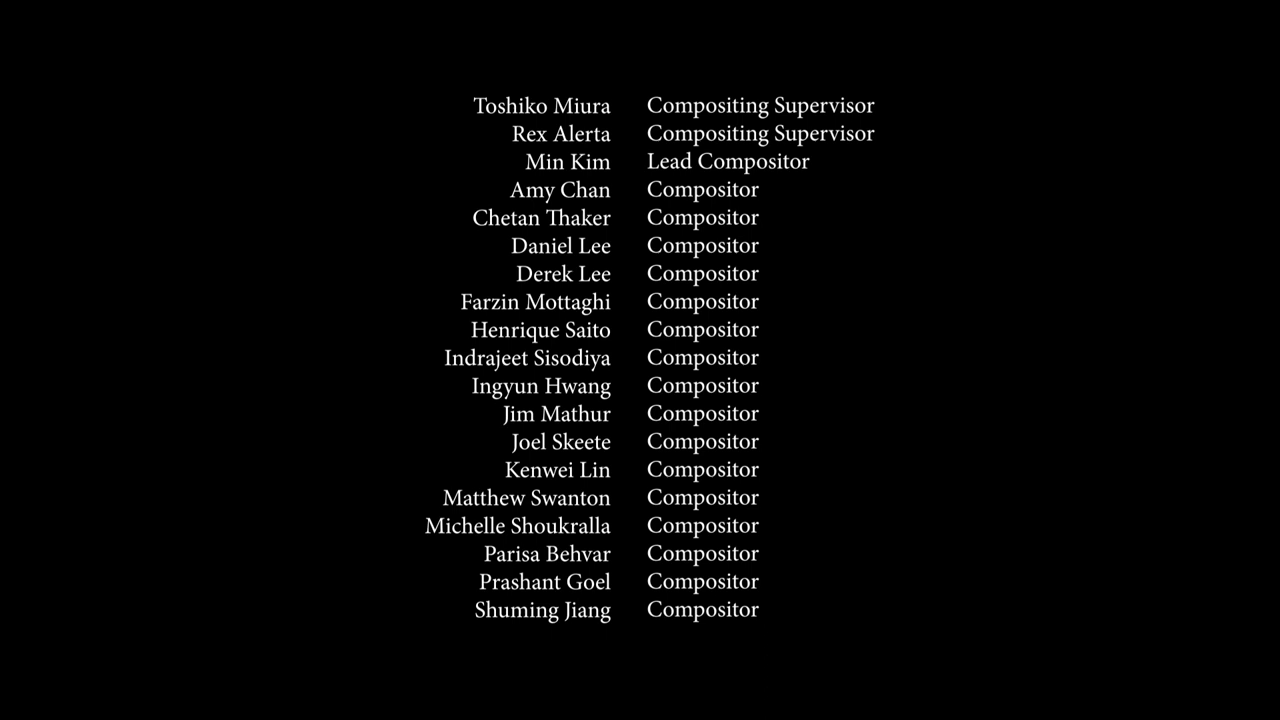 Toshiko Miura Compositing Supervisor
Rex Alerta Compositing Supervisor
Min Kim Lead Compositor
Amy Chan Compositor
Chetan Thaker Compositor
Daniel Lee Compositor
Derek Lee Compositor
Farzin Mottaghi Compositor
Henrique Saito Compositor
Indrajeet Sisodiya Compositor
Ingyun Hwang Compositor
Jim Mathur Compositor
Joel Skeete Compositor
Kenwei Lin Compositor
Matthew Swanton Compositor
Michelle Shoukralla Compositor
Parisa Behvar Compositor
Prashant Goel Compositor
Shuming Jiang Compositor